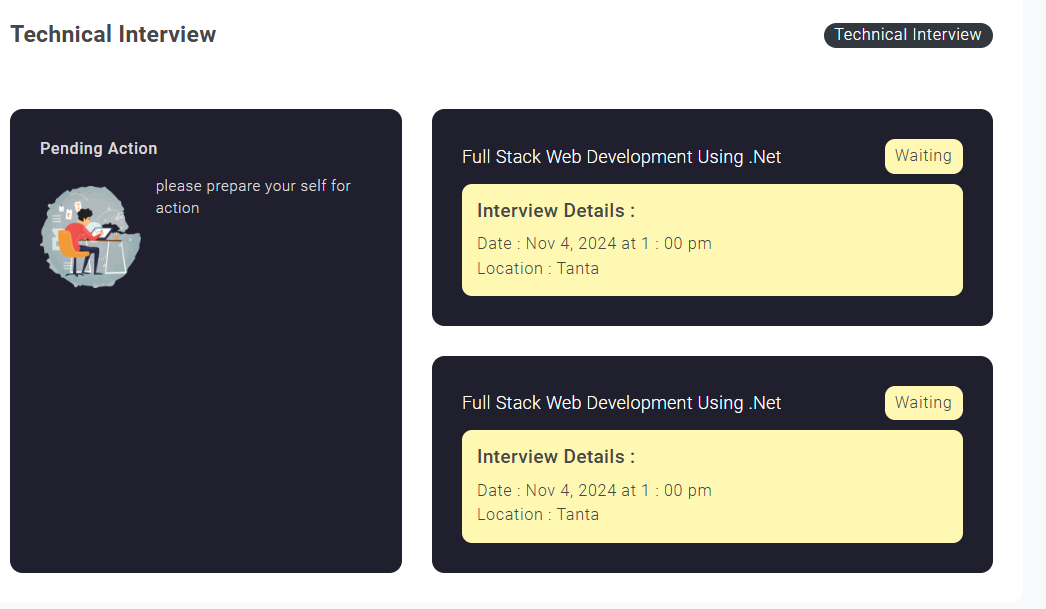 Technical Interview
Technical Interview
Pending Action
please prepare your self for
action
Full Stack Web Development Using .Net
Waiting
Interview Details :
Date : Nov 4, 2024 at 1 : 00 pm
Location : Tanta
Full Stack Web Development Using .Net
Waiting
Interview Details :
Date : Nov 4, 2024 at 1 : 00 pm
Location : Tanta